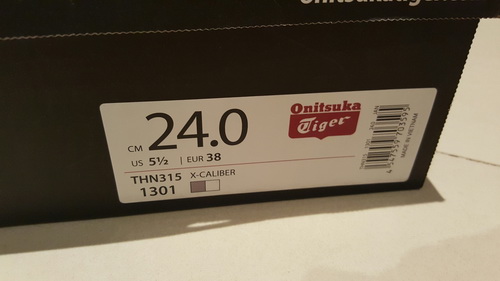 CM 24.0
US 5½ | EUR 38
THN315 X-CALIBER
1301
Onitsuka
Tiger
MADE IN VIETNAM